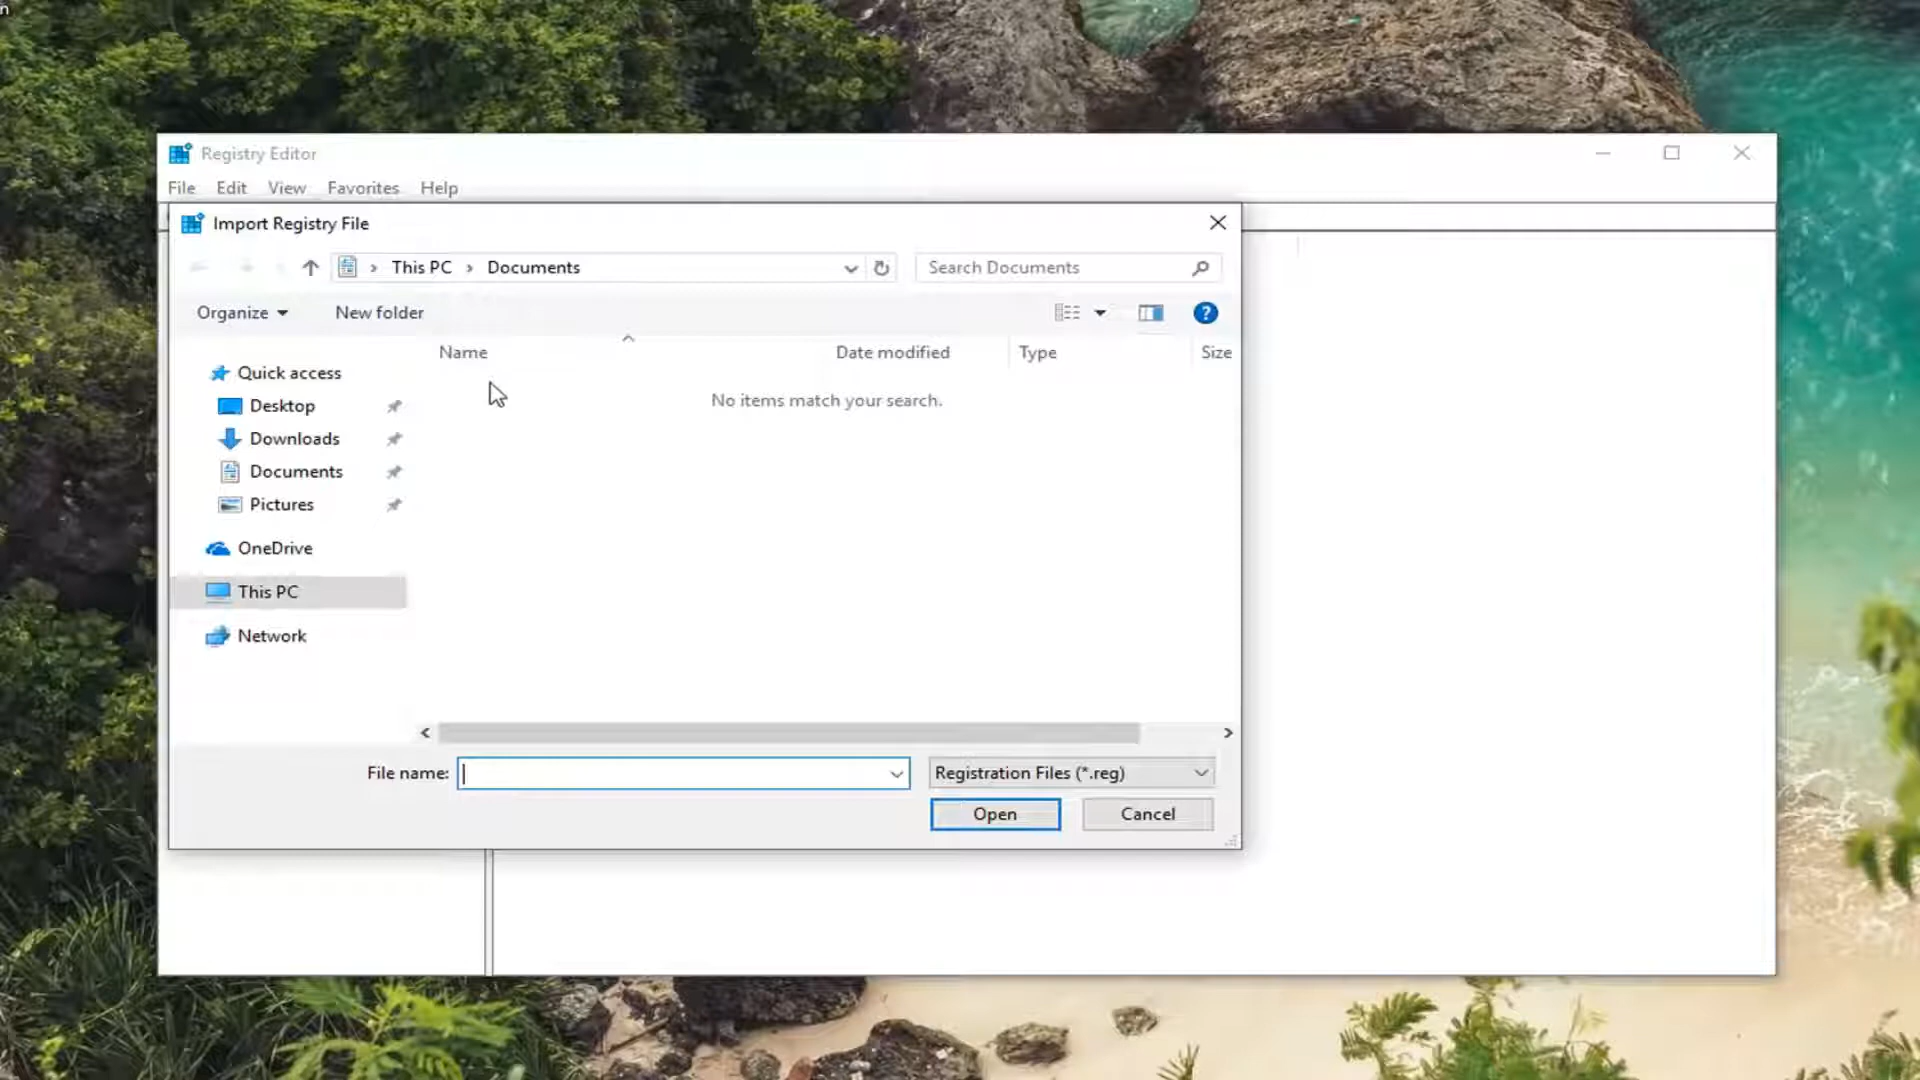 n
Registry Editor
File Edit View Favorites Help
Import Registry File
This PC › Documents
Search Documents
Organize New folder
?
Name Date modified Type Size
Quick access
No items match your search.
Desktop
Downloads
Documents
Pictures
OneDrive
This PC
Network
File name: Registration Files (*.reg)
Open Cancel